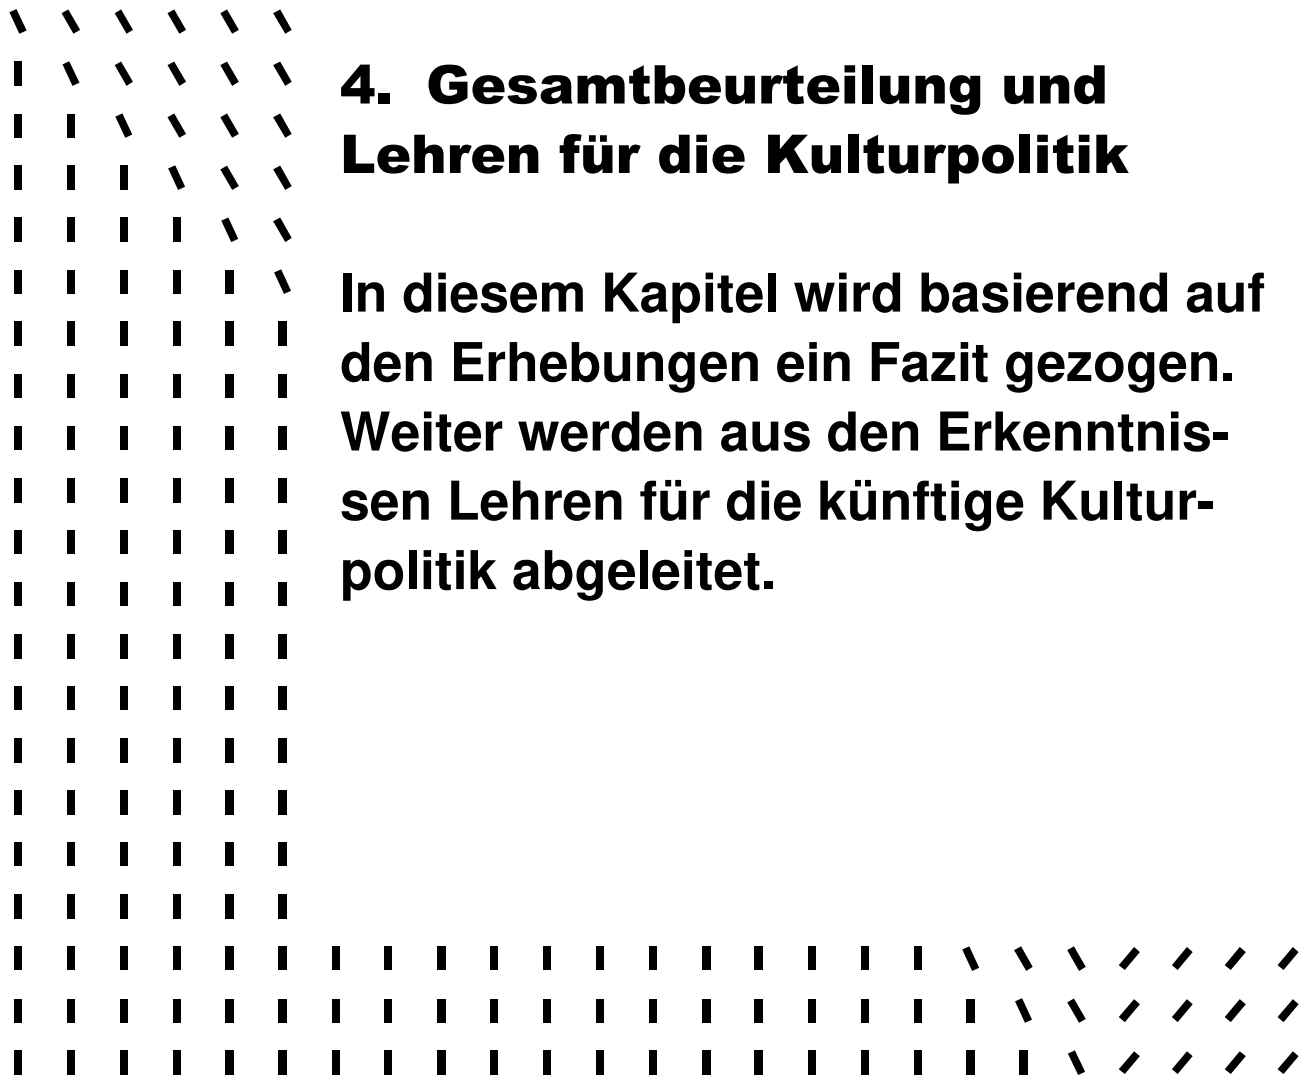 4. Gesamtbeurteilung und
Lehren für die Kulturpolitik
In diesem Kapitel wird basierend auf
den Erhebungen ein Fazit gezogen.
Weiter werden aus den Erkenntnis-
sen Lehren für die künftige Kultur-
politik abgeleitet.